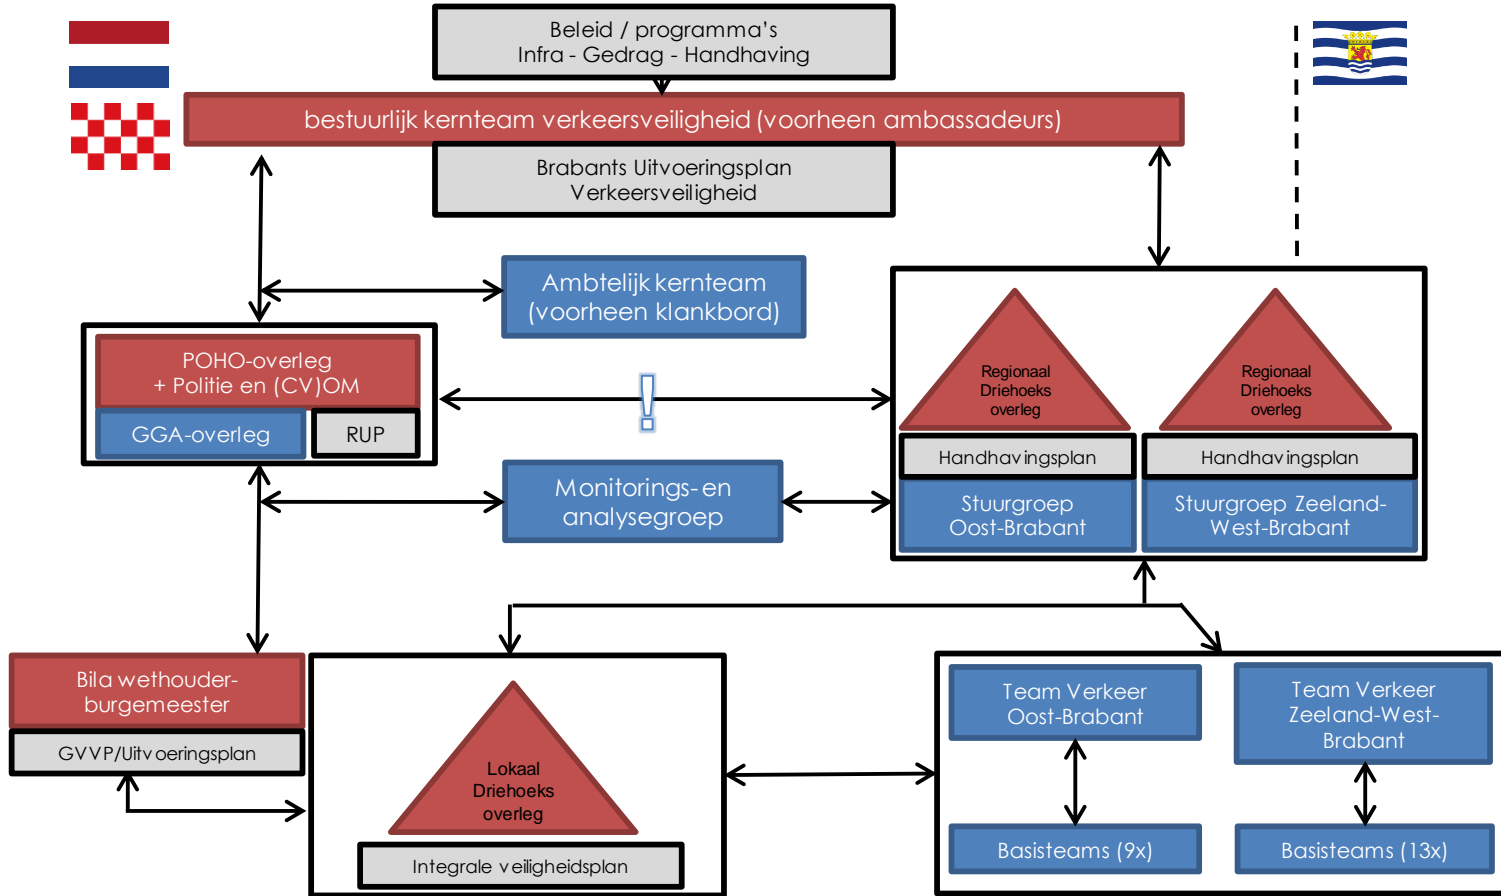 Beleid / programma's
Infra - Gedrag - Handhaving
bestuurlijk kernteam verkeersveiligheid (voorheen ambassadeurs)
Brabants Uitvoeringsplan
Verkeersveiligheid
Ambtelijk kernteam
(voorheen klankbord)
POHO-overleg
+ Politie en (CV)OM
GGA-overleg
RUP
!
Regionaal
Driehoeks
overleg
Regionaal
Driehoeks
overleg
Handhavingsplan
Handhavingsplan
Monitorings- en
analysegroep
Stuurgroep
Oost-Brabant
Stuurgroep Zeeland-
West-Brabant
Bila wethouder-
burgemeester
GVVP/Uitvoeringsplan
Lokaal
Driehoeks
overleg
Integrale veiligheidsplan
Team Verkeer
Oost-Brabant
Team Verkeer
Zeeland-West-
Brabant
Basisteams (9x)
Basisteams (13x)